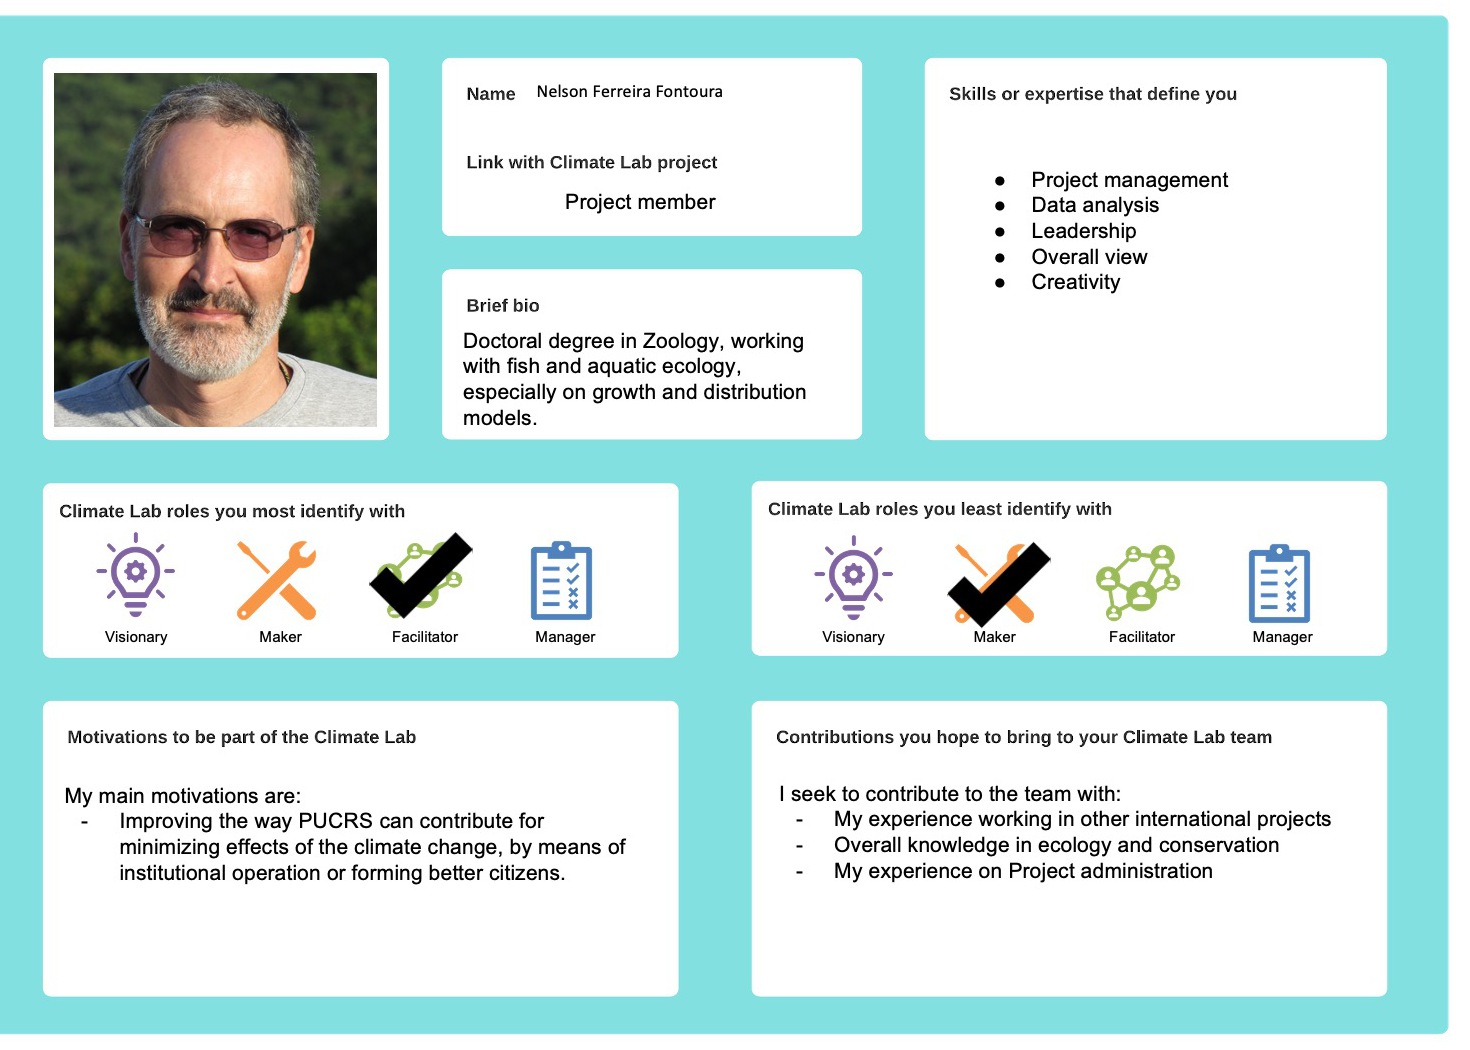 Name Nelson Ferreira Fontoura
Link with Climate Lab project
Project member
Brief bio
Doctoral degree in Zoology, working
with fish and aquatic ecology,
especially on growth and distribution
models.
Skills or expertise that define you
● Project management
● Data analysis
● Leadership
● Overall view
● Creativity
Climate Lab roles you most identify with
Visionary Maker Facilitator Manager
Climate Lab roles you least identify with
Visionary Maker Facilitator Manager
Motivations to be part of the Climate Lab
My main motivations are:
- Improving the way PUCRS can contribute for
minimizing effects of the climate change, by means of
institutional operation or forming better citizens.
Contributions you hope to bring to your Climate Lab team
I seek to contribute to the team with:
- My experience working in other international projects
- Overall knowledge in ecology and conservation
- My experience on Project administration